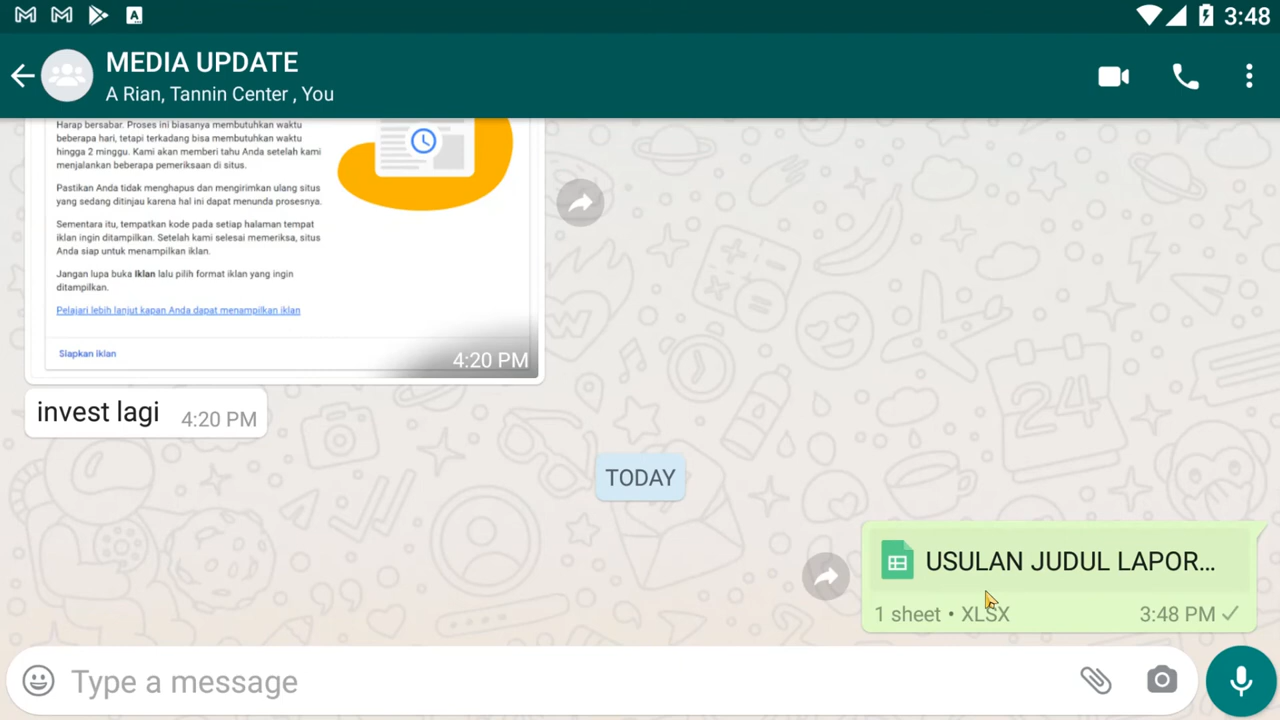 3:48
MEDIA UPDATE
A Rian, Tannin Center , You
Harap bersabar. Proses ini biasanya membutuhkan waktu
beberapa hari, tetapi terkadang bisa membutuhkan waktu
hingga 2 minggu. Kami akan memberi tahu Anda setelah kami
menjalankan beberapa pemeriksaan di situs.
Pastikan Anda tidak menghapus dan mengirimkan ulang situs
yang sedang ditinjau karena hal ini dapat menunda prosesnya.
Sementara itu, tempatkan kode pada setiap halaman tempat
iklan ingin ditampilkan. Setelah kami selesai memeriksa, situs
Anda siap untuk menampilkan iklan.
Jangan lupa buka Iklan lalu pilih format iklan yang ingin
ditampilkan.
Pelajari lebih lanjut kapan Anda dapat menampilkan iklan
Siapkan iklan
4:20 PM
invest lagi 4:20 PM
TODAY
USULAN JUDUL LAPOR...
1 sheet • XLSX 3:48 PM
Type a message